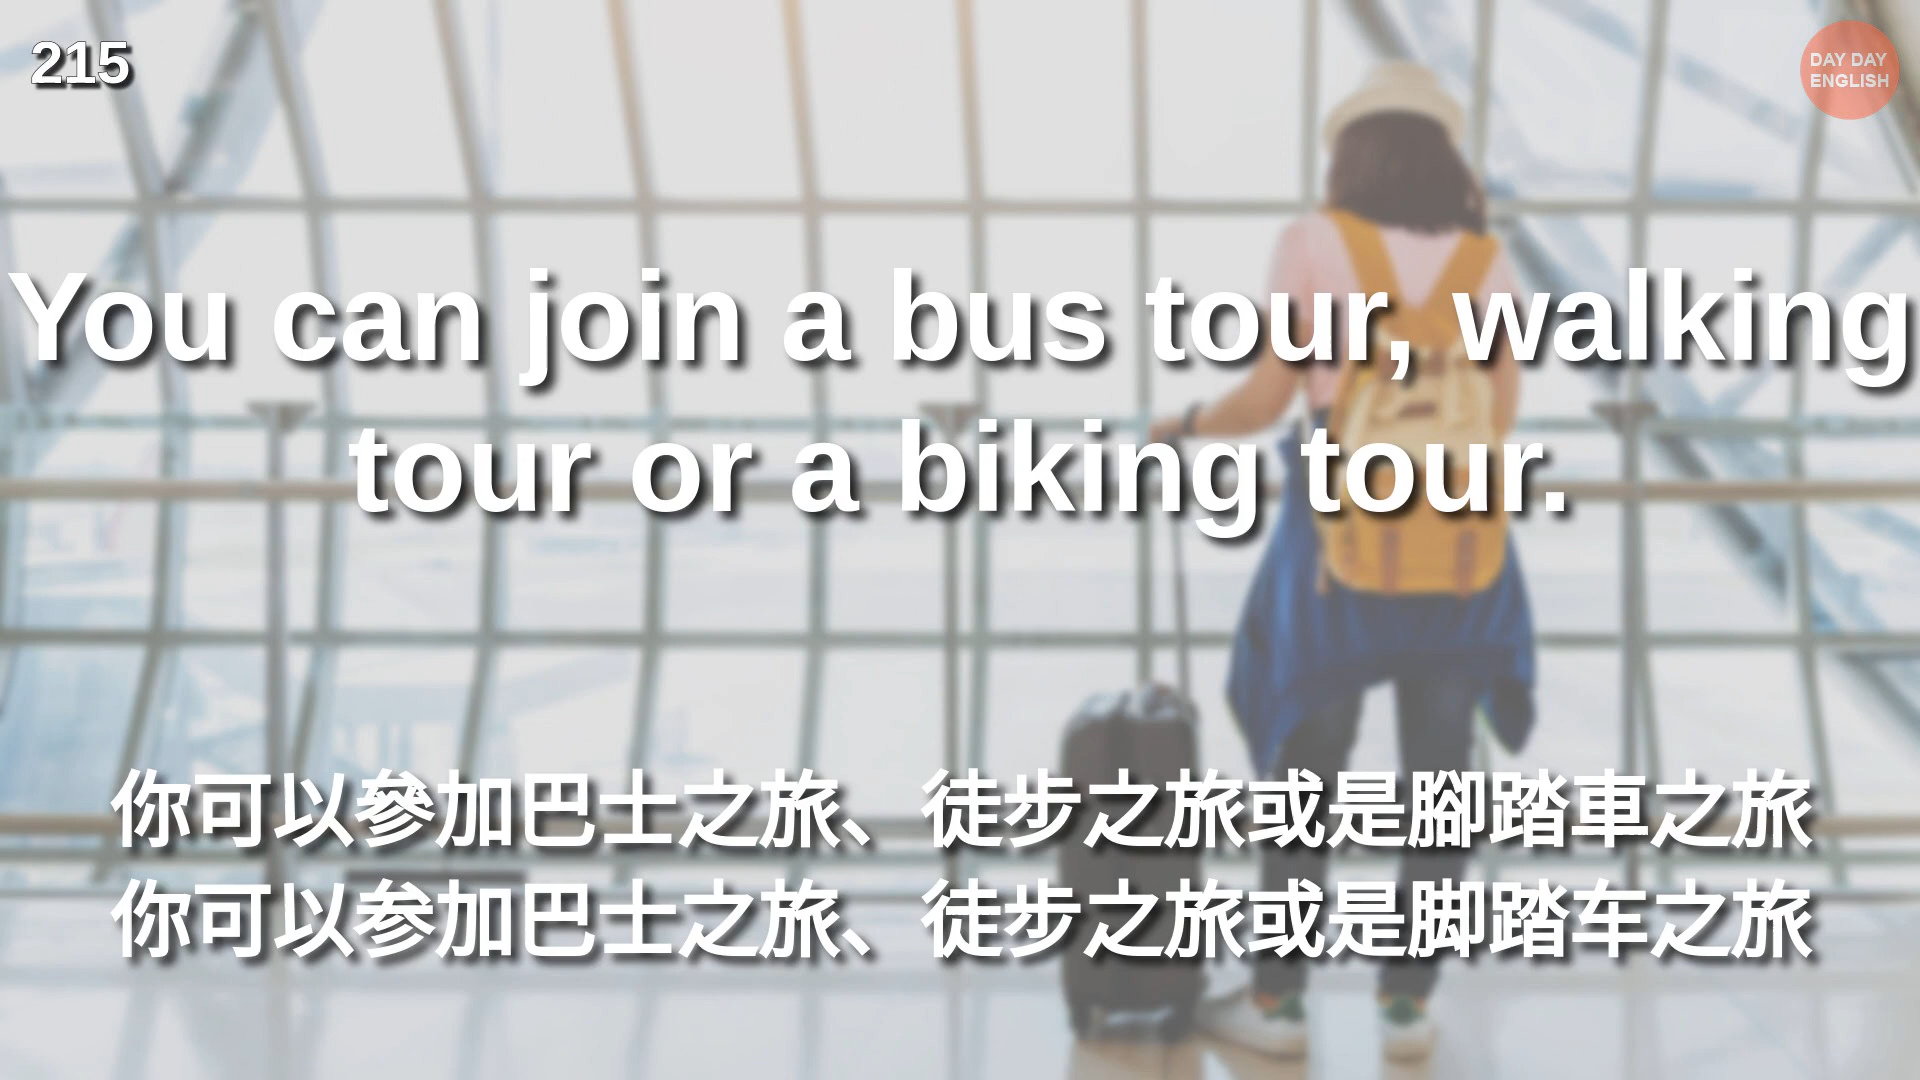 215
DAY DAY
ENGLISH
You can join a bus tour, walking
tour or a biking tour.
你可以參加巴士之旅、徒步之旅或是腳踏車之旅
你可以参加巴士之旅、徒步之旅或是脚踏车之旅